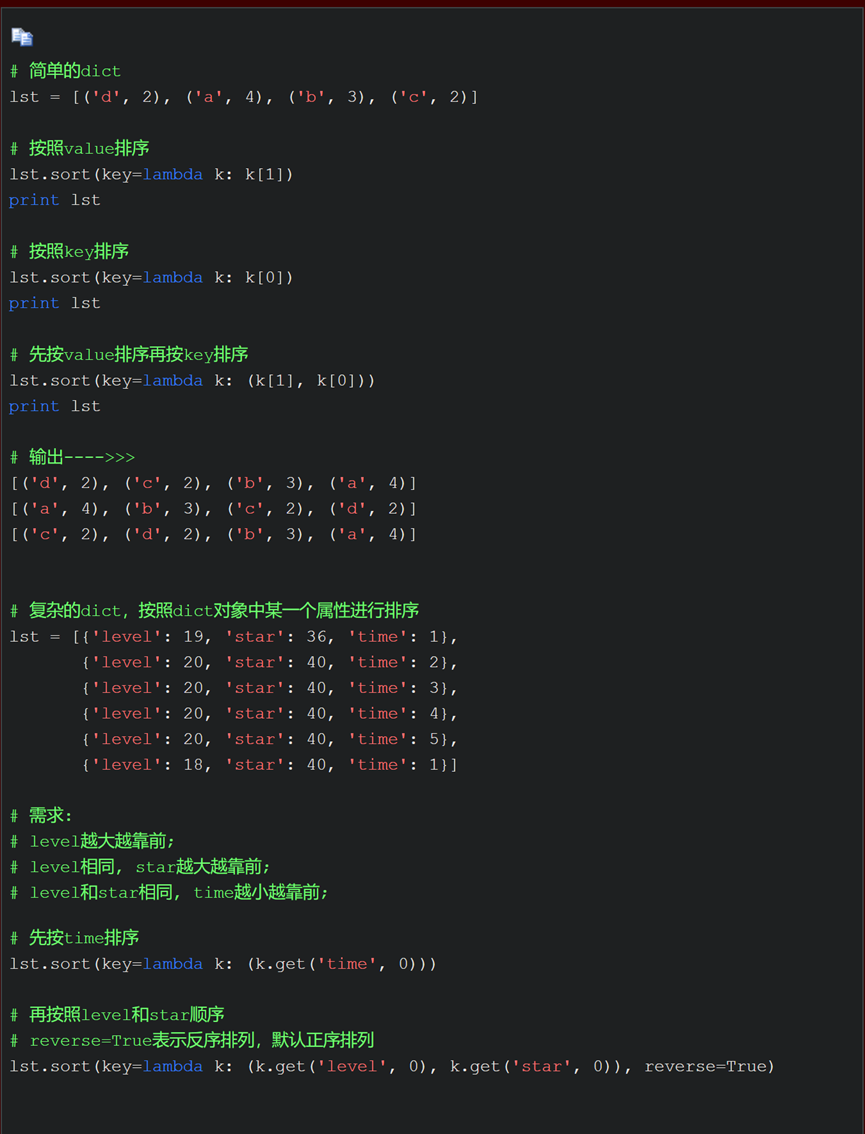 # 简单的dict
lst = [('d', 2), ('a', 4), ('b', 3), ('c', 2)]
# 按照value排序
lst.sort(key=lambda k: k[1])
print lst
# 按照key排序
lst.sort(key=lambda k: k[0])
print lst
# 先按value排序再按key排序
lst.sort(key=lambda k: (k[1], k[0]))
print lst
# 输出---->>>
[('d', 2), ('c', 2), ('b', 3), ('a', 4)]
[('a', 4), ('b', 3), ('c', 2), ('d', 2)]
[('c', 2), ('d', 2), ('b', 3), ('a', 4)]
# 复杂的dict，按照dict对象中某一个属性进行排序
lst = [{'level': 19, 'star': 36, 'time': 1},
       {'level': 20, 'star': 40, 'time': 2},
       {'level': 20, 'star': 40, 'time': 3},
       {'level': 20, 'star': 40, 'time': 4},
       {'level': 20, 'star': 40, 'time': 5},
       {'level': 18, 'star': 40, 'time': 1}]
# 需求:
# level越大越靠前;
# level相同, star越大越靠前;
# level和star相同, time越小越靠前;
# 先按time排序
lst.sort(key=lambda k: (k.get('time', 0)))
# 再按照level和star顺序
# reverse=True表示反序排列，默认正序排列
lst.sort(key=lambda k: (k.get('level', 0), k.get('star', 0)), reverse=True)